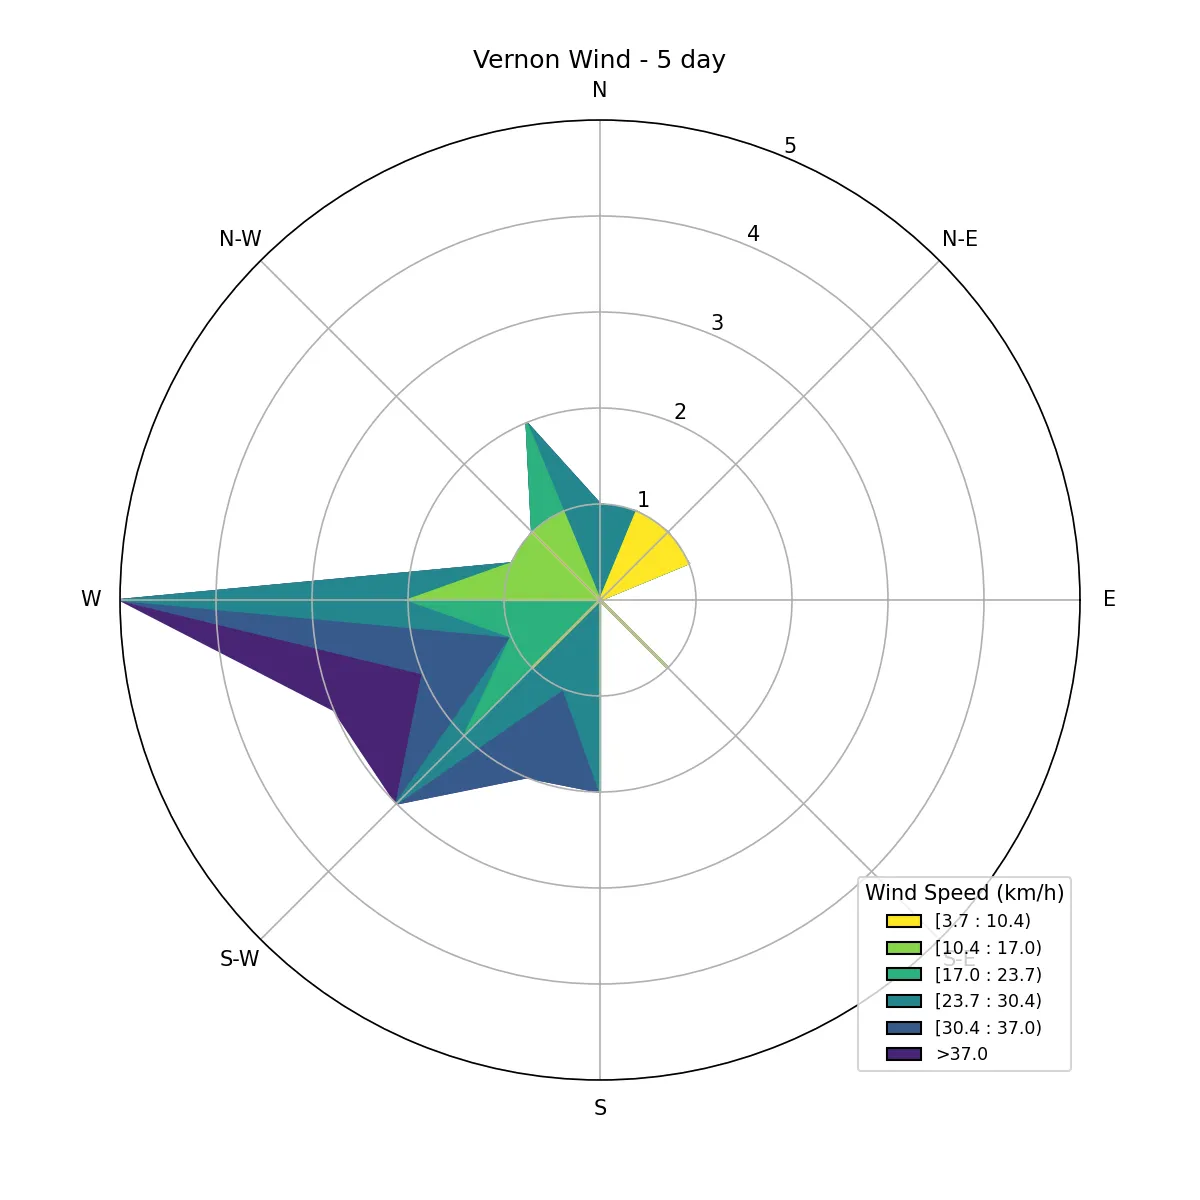 Vernon Wind - 5 day
N
5
N-W
N-E
4
3
2
1
W
E
Wind Speed (km/h)
[3.7 : 10.4)
[10.4 : 17.0)
S-W
S-E
[17.0 : 23.7)
[23.7 : 30.4)
[30.4 : 37.0)
>37.0
S